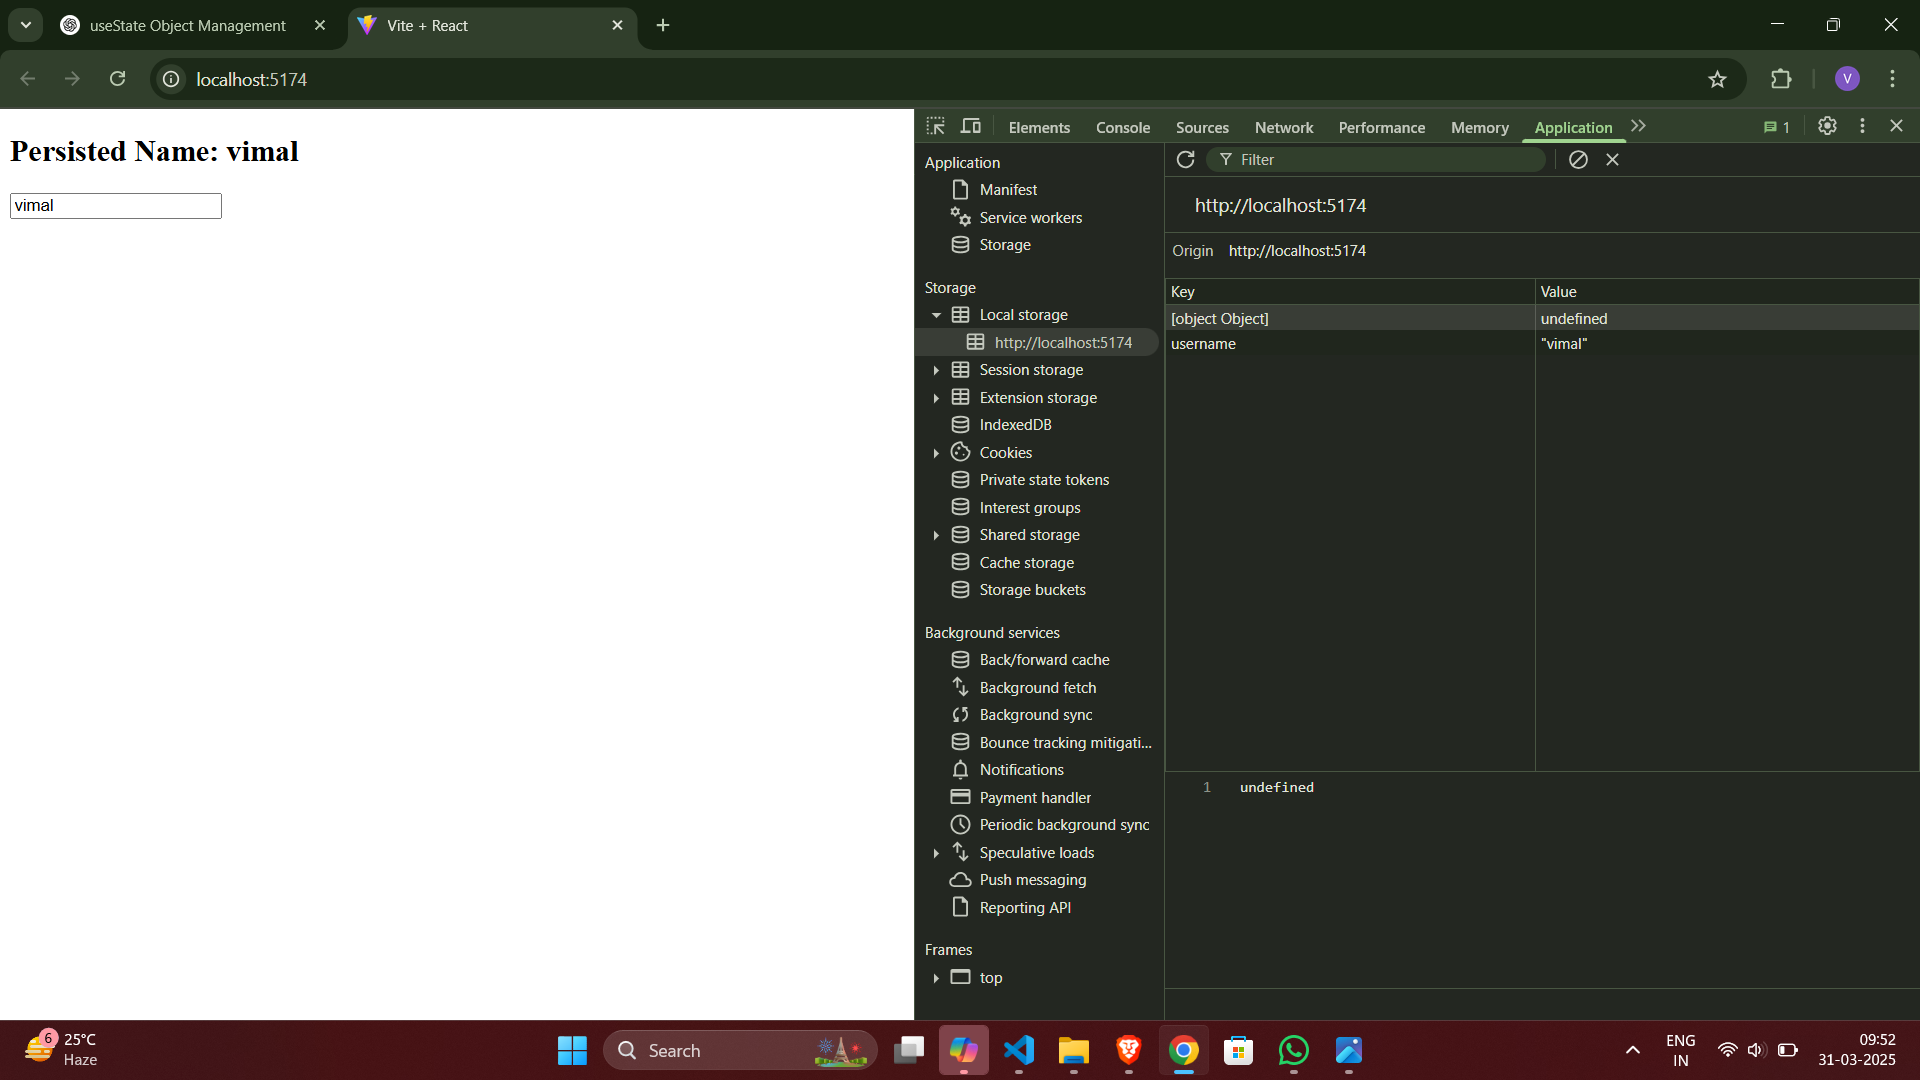 useState Object Management
Vite + React
localhost:5174
V
Persisted Name: vimal
vimal
Elements Console Sources Network Performance Memory Application 1
Application
Manifest
Service workers
Storage
Storage
Local storage
http://localhost:5174
Session storage
Extension storage
IndexedDB
Cookies
Private state tokens
Interest groups
Shared storage
Cache storage
Storage buckets
Background services
Back/forward cache
Background fetch
Background sync
Bounce tracking mitigati...
Notifications
Payment handler
Periodic background sync
Speculative loads
Push messaging
Reporting API
Frames
top
Filter
http://localhost:5174
Origin http://localhost:5174
Key Value
[object Object] undefined
username "vimal"
1 undefined
6
25°C
Haze
Search
ENG
IN
09:52
31-03-2025